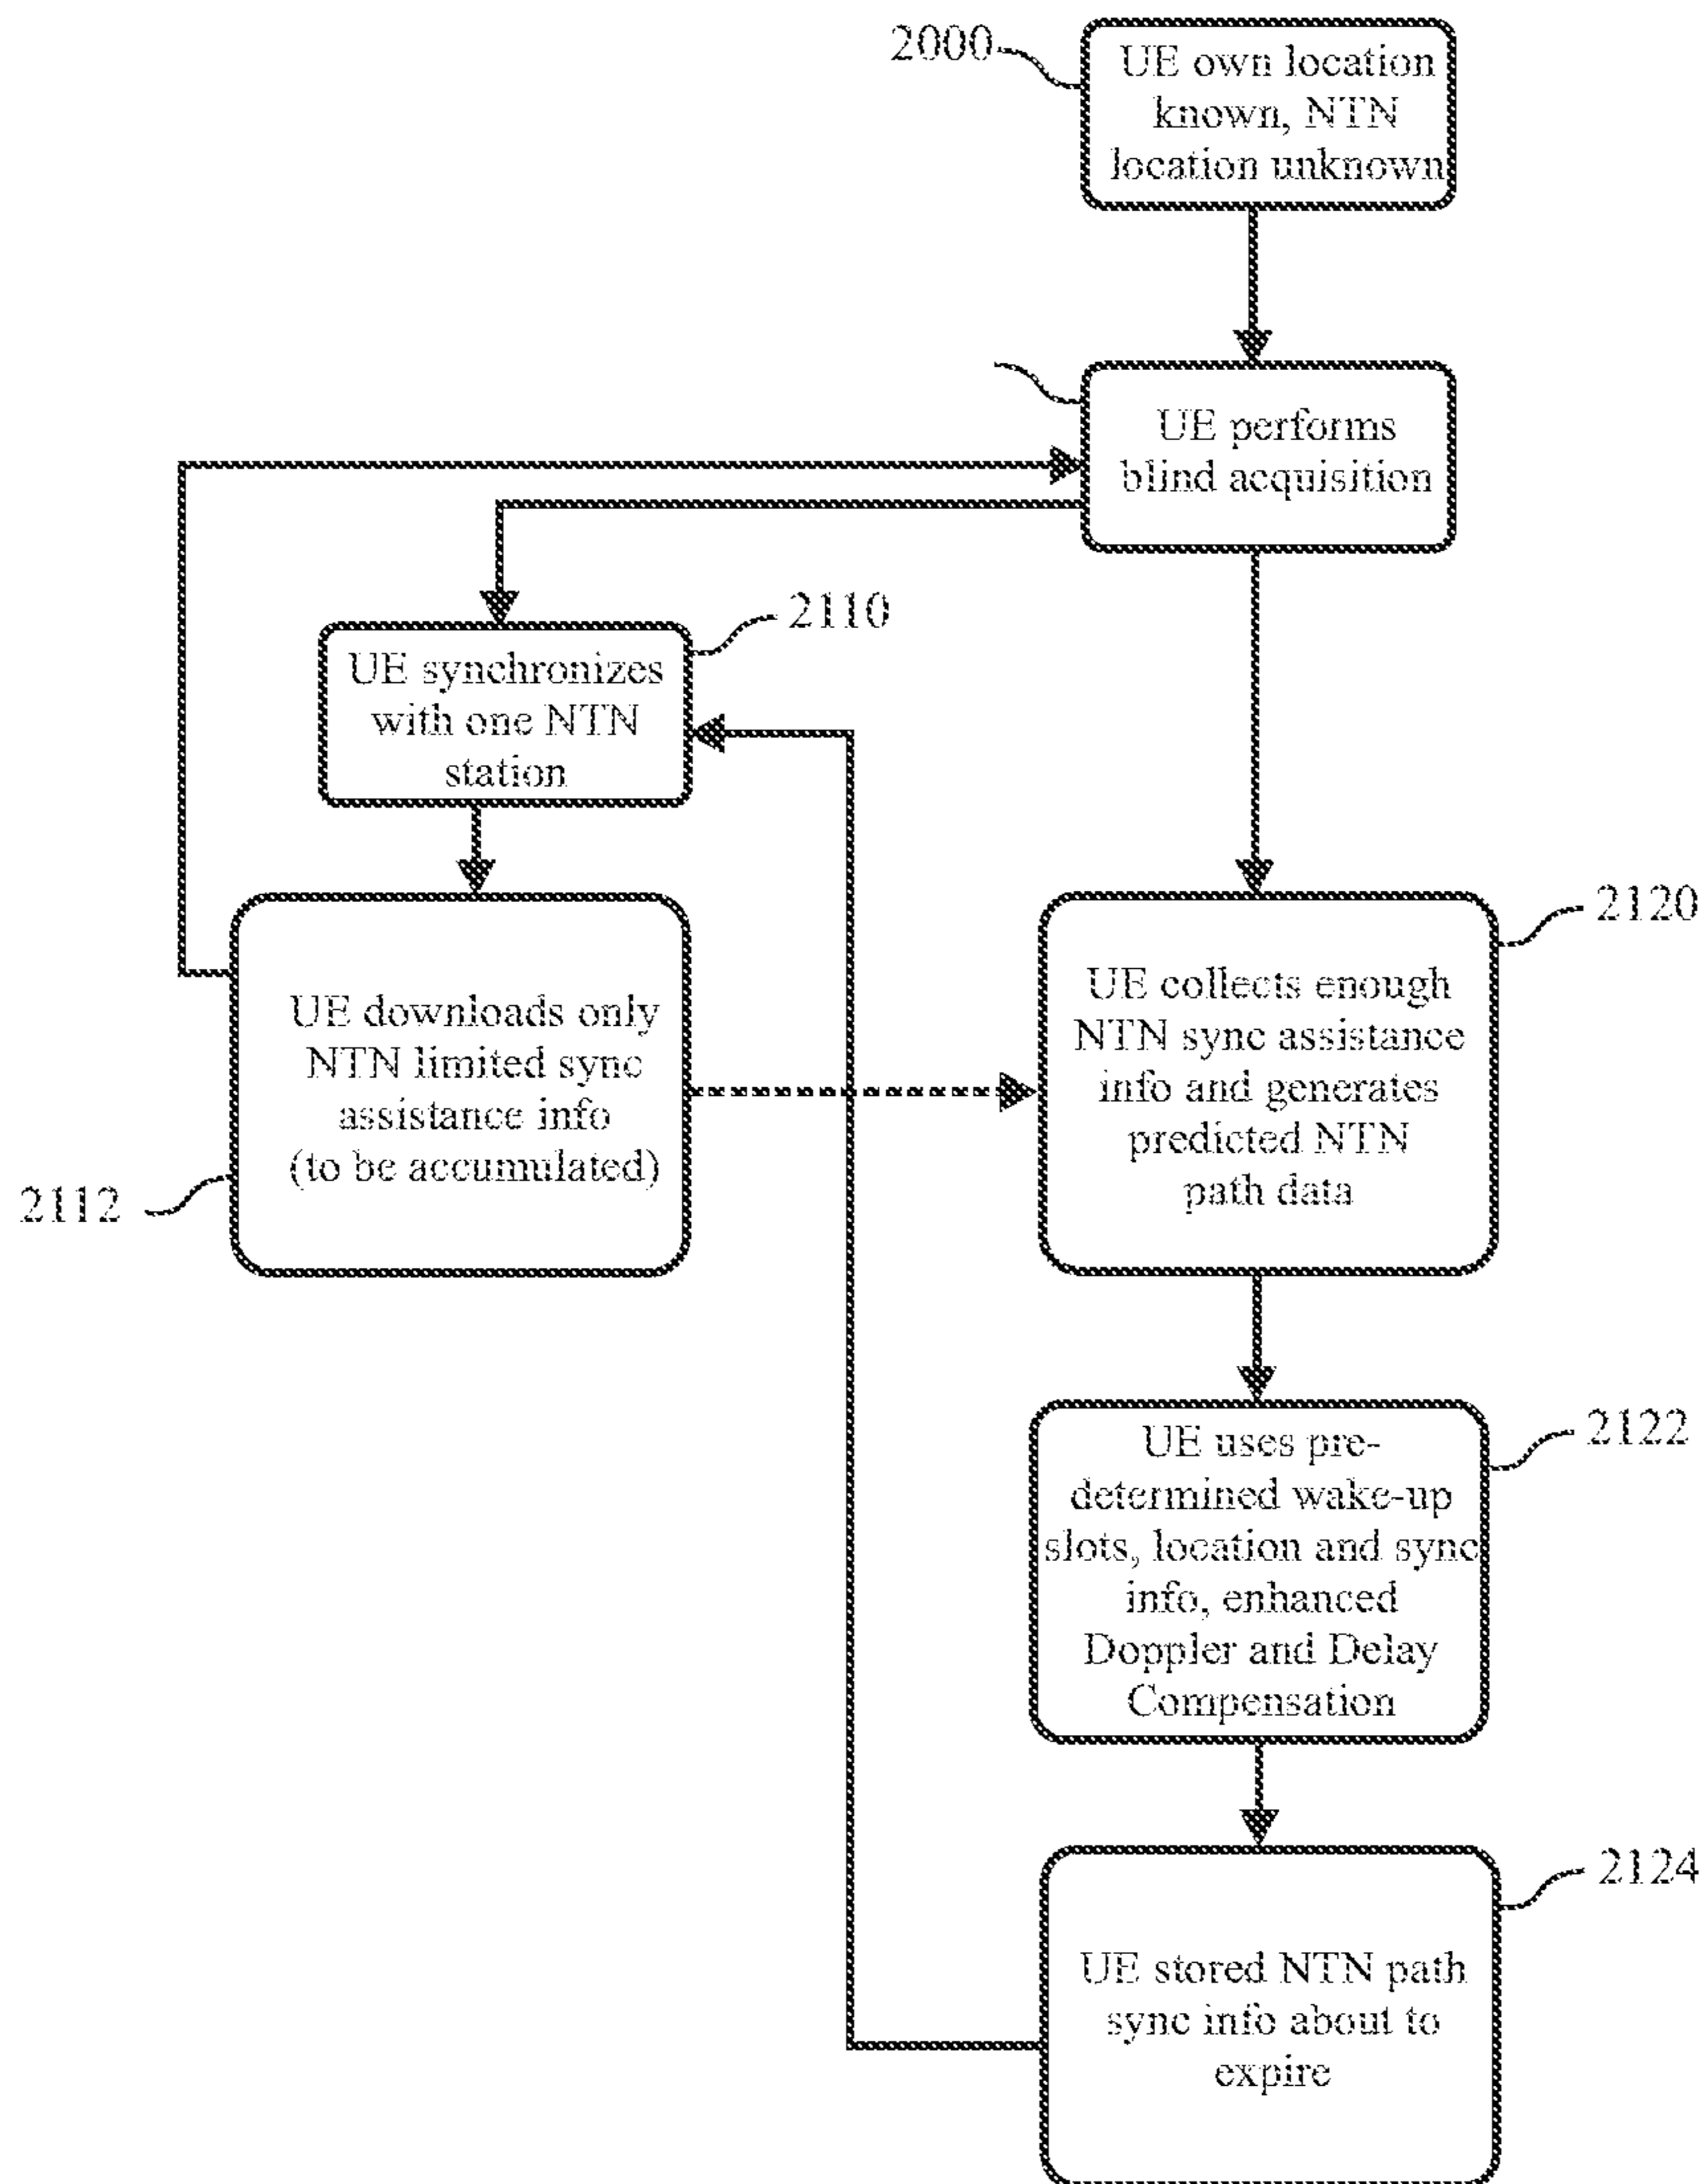 2000
UE own location
known, NTN
location unknown
UE performs
blind acquisition
2110
UE synchronizes
with one NTN
station
2112
UE downloads only
NTN limited sync
assistance info
(to be accumulated)
2120
UE collects enough
NTN sync assistance
info and generates
predicted NTN
path data
2122
UE uses pre-
determined wake-up
slots, location and sync
info, enhanced
Doppler and Delay
Compensation
2124
UE stored NTN path
sync info about to
expire